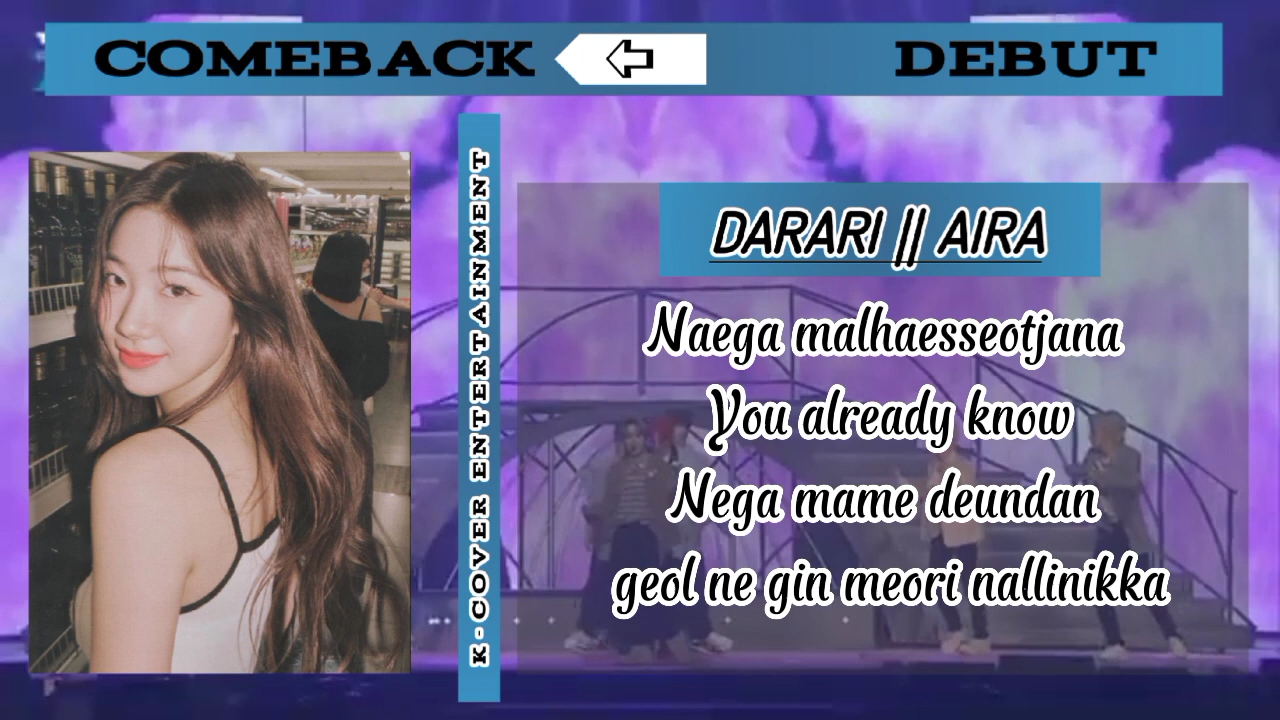 COMEBACK
DEBUT
K-COVER ENTERTAINMENT
DARARI || AIRA
Naega malhaesseotjana
You already know
Nega mame deundan
geol ne gin meori nallinikka